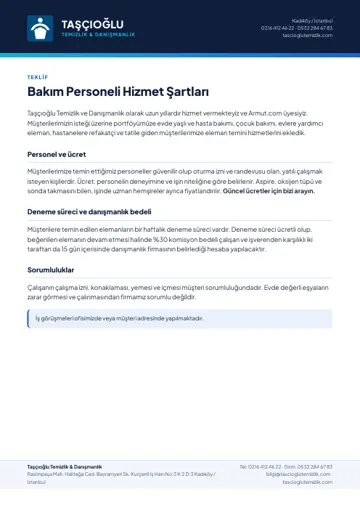 TAŞÇIOĞLU
TEMİZLİK & DANIŞMANLIK
Kadıköy / İstanbul
0216 412 46 22 · 0532 284 67 83
tascioglutemizlik.com
TEKLİF
Bakım Personeli Hizmet Şartları
Taşçıoğlu Temizlik ve Danışmanlık olarak uzun yıllardır hizmet vermekteyiz ve Armut.com üyesiyiz.
Müşterilerimizin isteği üzerine portföyümüze evde yaşlı ve hasta bakımı, çocuk bakımı, evlere yardımcı
eleman, hastanelere refakatçi ve tatile giden müşterilerimize eleman temini hizmetlerini ekledik.
Personel ve ücret
Müşterilerimize temin ettiğimiz personeller güvenilir olup oturma izni ve randevusu olan, yatılı çalışmak
isteyen kişilerdir. Ücret; personelin deneyimine ve işin niteliğine göre belirlenir. Aspire, oksijen tüpü ve
sonda takmasını bilen, işinde uzman hemşireler ayrıca fiyatlandırılır. Güncel ücretler için bizi arayın.
Deneme süreci ve danışmanlık bedeli
Müşterilere temin edilen elemanların bir haftalık deneme süreci vardır. Deneme süreci ücretli olup,
beğenilen elemanın devam etmesi halinde %30 komisyon bedeli çalışan ve işverenden karşılıklı iki
taraftan da 15 gün içerisinde danışmanlık firmasının belirlediği hesaba yapılacaktır.
Sorumluluklar
Çalışanın çalışma izni, konaklaması, yemesi ve içmesi müşteri sorumluluğundadır. Evde değerli eşyaların
zarar görmesi ve çalınmasından firmamız sorumlu değildir.
İş görüşmeleri ofisimizde veya müşteri adresinde yapılmaktadır.
Taşçıoğlu Temizlik & Danışmanlık
Rasimpaşa Mah. Halitağa Cad. Bayramyeri Sk. Kurçenli İş Hanı No: 3 K:2 D: 3 Kadıköy /
İstanbul
Tel: 0216 412 46 22 · Gsm: 0532 284 67 83
bilgi@tascioglutemizlik.com ·
tascioglutemizlik.com